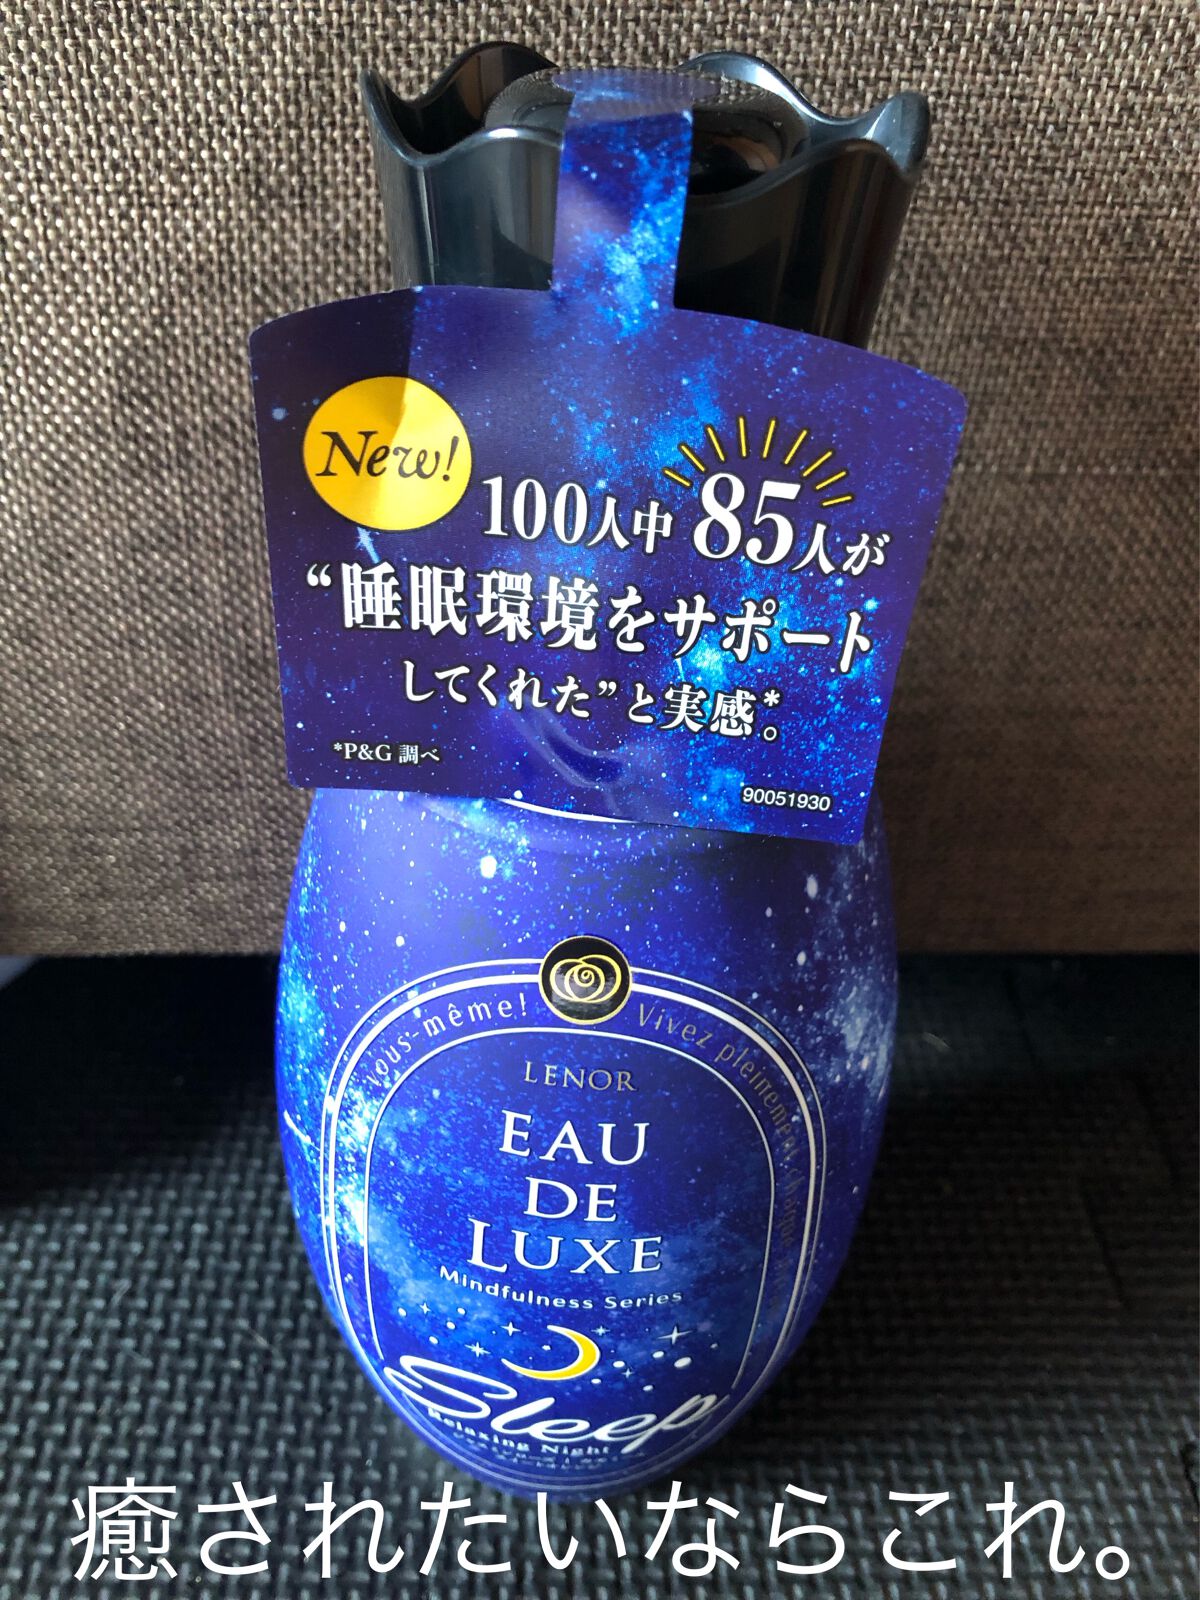 New!
100人中85人が
“睡眠環境をサポート
してくれた”と実感*。
*P&G 調べ
90051930
vous-même!
Vivez pleinement
LENOR
EAU
DE
LUXE
Mindfulness Series
Sleep
Relaxing Night
癒されたいならこれ。